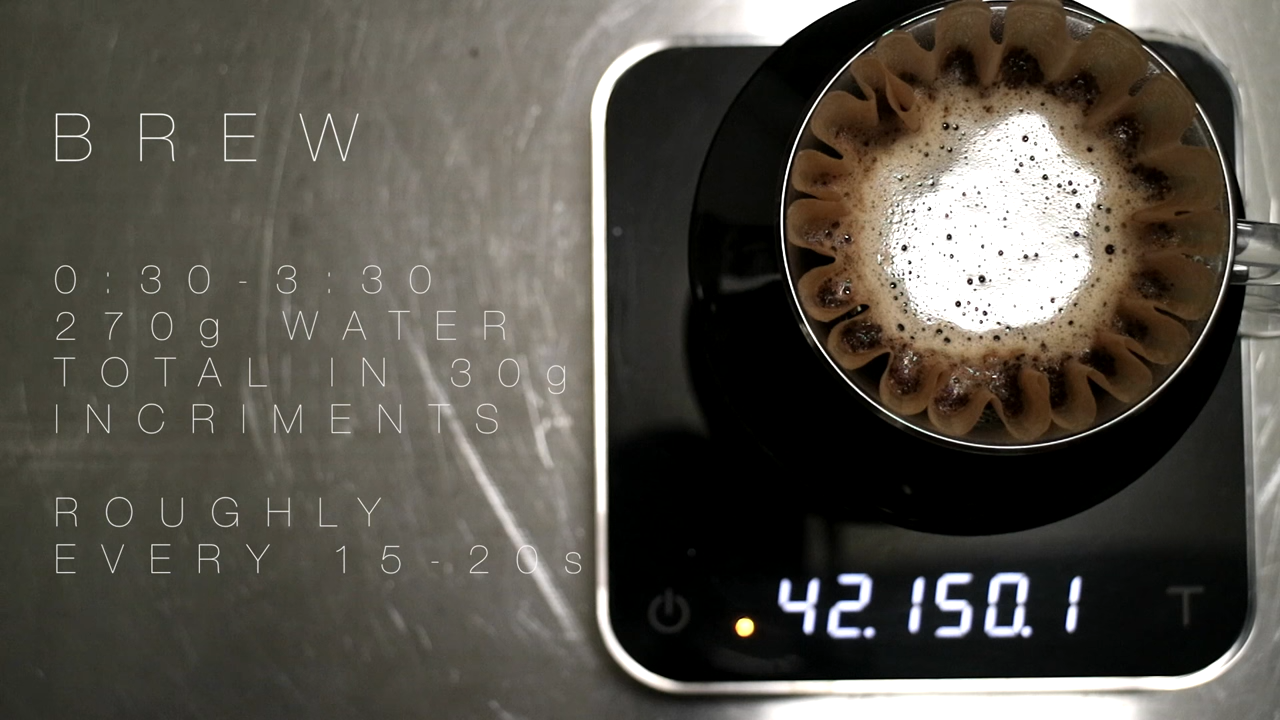 BREW
0:30-3:30
270g WATER
TOTAL IN 30g
INCRIMENTS
ROUGHLY
EVERY 15-20s
42.150.1
T